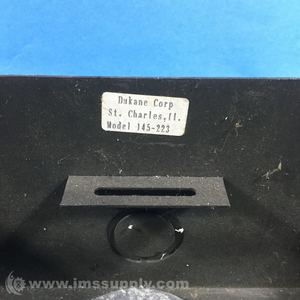 Dukane Corp
St. Charles,Il.
Model 145-223
www.imssupply.com